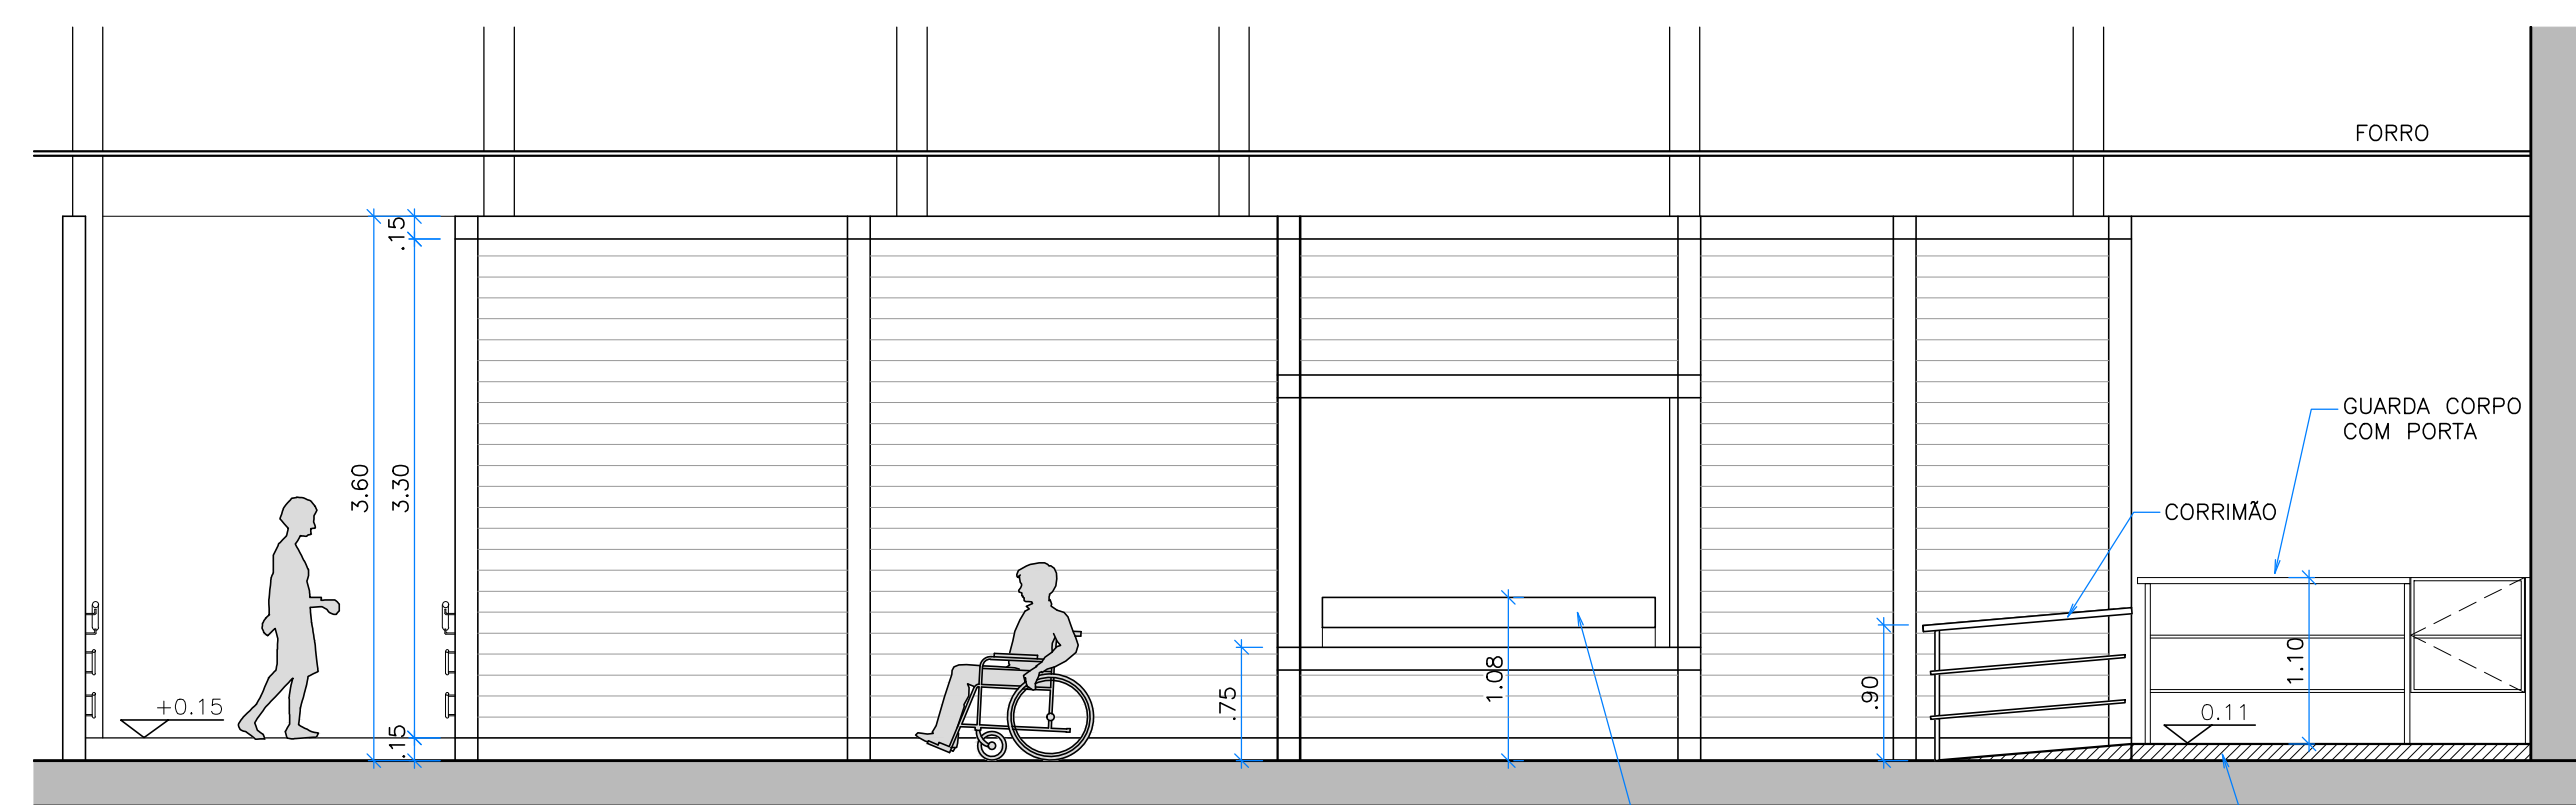 FORRO
.15
GUARDA CORPO
COM PORTA
3.60
3.30
CORRIMÃO
1.10
1.08
.90
.75
+0.15
0.11
.15